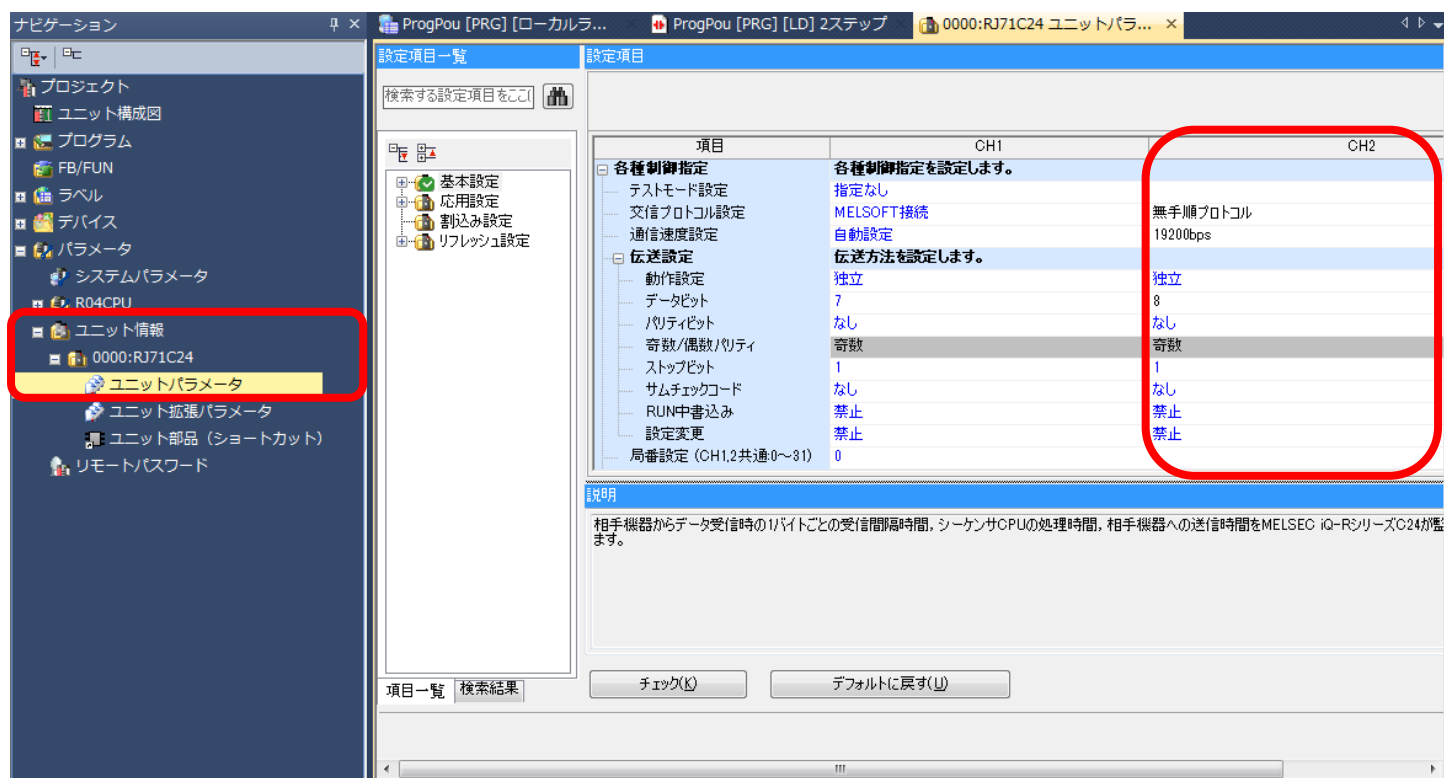 ナビゲーション
ProgPou [PRG] [ローカルラ...
ProgPou [PRG] [LD] 2ステップ
0000:RJ71C24 ユニットパラ...
プロジェクト
ユニット構成図
プログラム
FB/FUN
ラベル
デバイス
パラメータ
システムパラメータ
R04CPU
ユニット情報
0000:RJ71C24
ユニットパラメータ
ユニット拡張パラメータ
ユニット部品（ショートカット）
リモートパスワード
設定項目一覧
検索する設定項目をここ
基本設定
応用設定
割込み設定
リフレッシュ設定
項目一覧 検索結果
設定項目
項目 CH1 CH2
各種制御指定 各種制御指定を設定します。
テストモード設定 指定なし
交信プロトコル設定 MELSOFT接続 無手順プロトコル
通信速度設定 自動設定 19200bps
伝送設定 伝送方法を設定します。
動作設定 独立 独立
データビット 7 8
パリティビット なし なし
奇数/偶数パリティ 奇数 奇数
ストップビット 1 1
サムチェックコード なし なし
RUN中書込み 禁止 禁止
設定変更 禁止 禁止
局番設定（CH1,2共通:0～31） 0
説明
相手機器からデータ受信時の1バイトごとの受信間隔時間，シーケンサCPUの処理時間，相手機器への送信時間をMELSEC iQ-RシリーズC24が監
ます。
チェック(K) デフォルトに戻す(U)